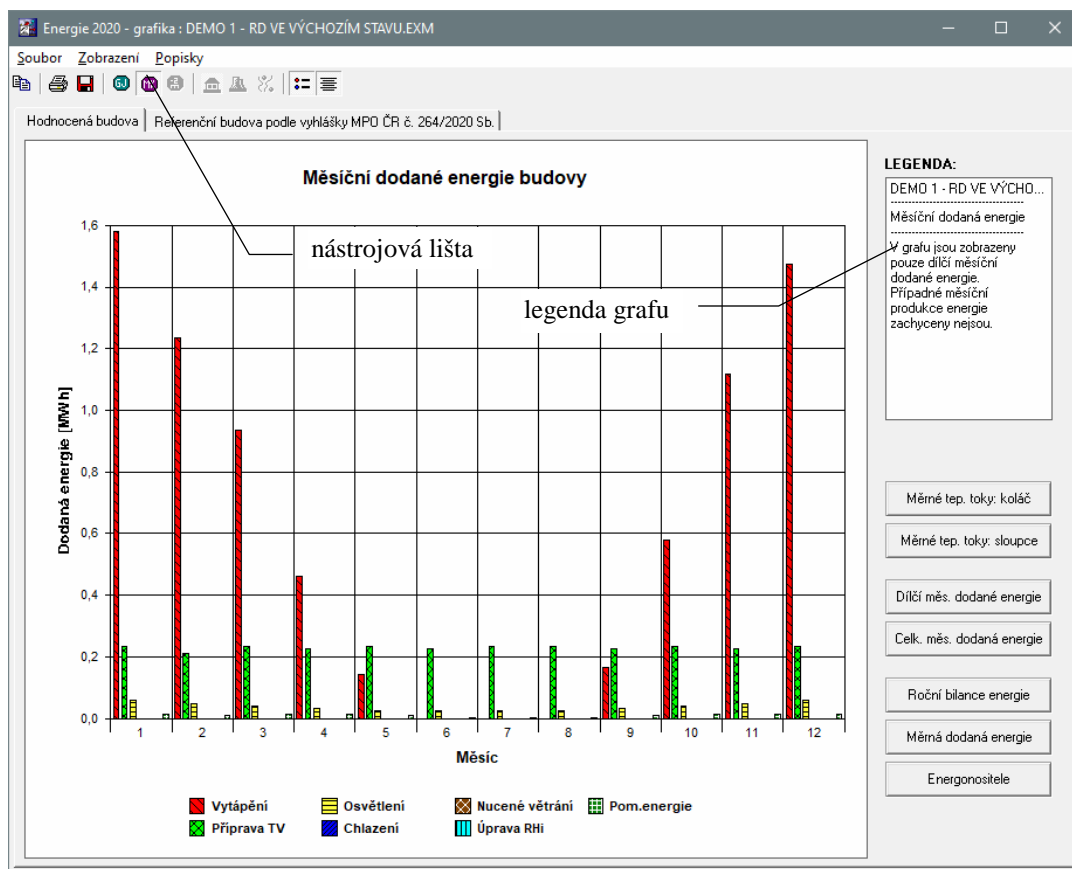 Energie 2020 - grafika : DEMO 1 - RD VE VÝCHOZÍM STAVU.EXM
Soubor Zobrazení Popisky
GJ
Hodnocená budova
Referenční budova podle vyhlášky MPO ČR č. 264/2020 Sb.
Měsíční dodané energie budovy
nástrojová lišta
legenda grafu
Dodaná energie [MWh]
1,6
1,4
1,2
1,0
0,8
0,6
0,4
0,2
0,0
1 2 3 4 5 6 7 8 9 10 11 12
Měsíc
Vytápění Osvětlení Nucené větrání Pom.energie
Příprava TV Chlazení Úprava RHi
LEGENDA:
DEMO 1 - RD VE VÝCHO...
Měsíční dodaná energie
V grafu jsou zobrazeny
pouze dílčí měsíční
dodané energie.
Případné měsíční
produkce energie
zachyceny nejsou.
Měrné tep. toky: koláč
Měrné tep. toky: sloupce
Dílčí měs. dodané energie
Celk. měs. dodaná energie
Roční bilance energie
Měrná dodaná energie
Energonositele